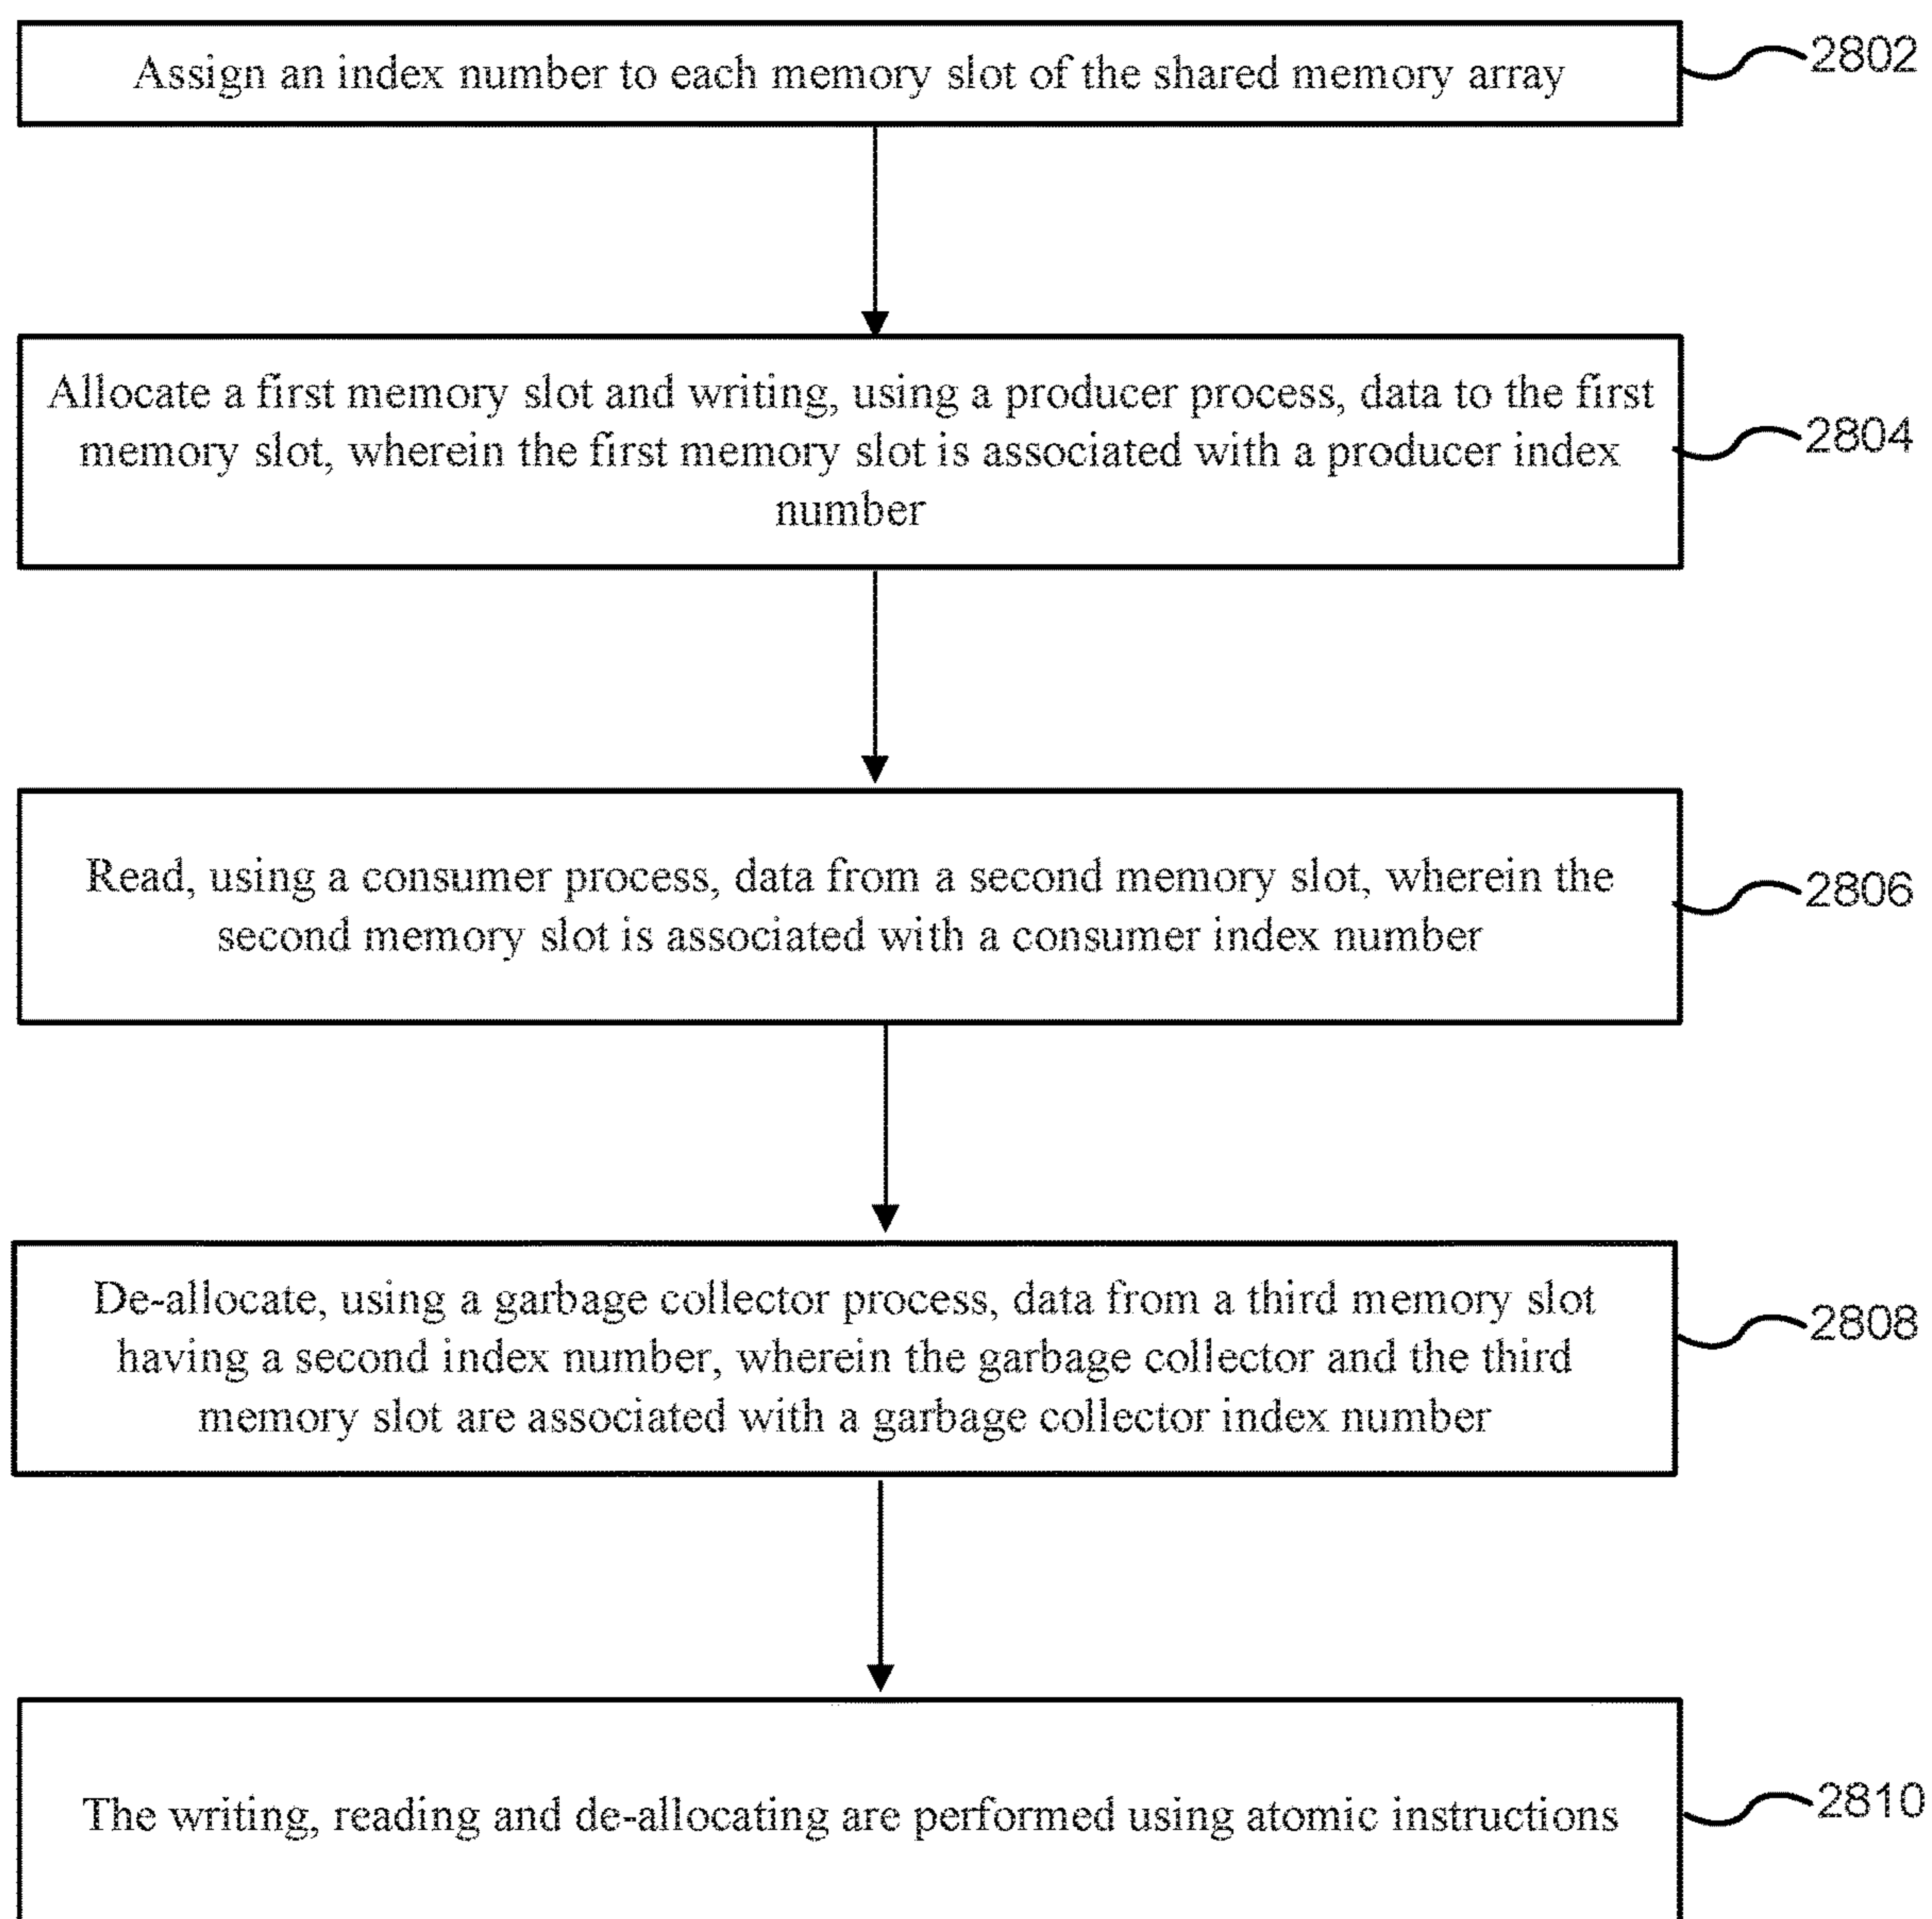 Assign an index number to each memory slot of the shared memory array
2802
Allocate a first memory slot and writing, using a producer process, data to the first
memory slot, wherein the first memory slot is associated with a producer index
number
2804
Read, using a consumer process, data from a second memory slot, wherein the
second memory slot is associated with a consumer index number
2806
De-allocate, using a garbage collector process, data from a third memory slot
having a second index number, wherein the garbage collector and the third
memory slot are associated with a garbage collector index number
2808
The writing, reading and de-allocating are performed using atomic instructions
2810